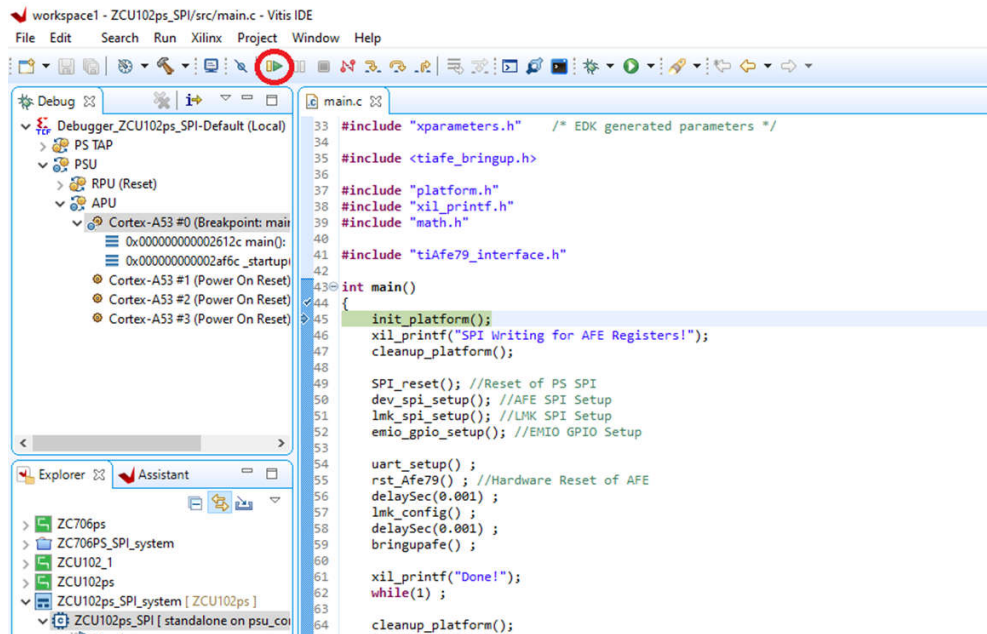 workspace1 - ZCU102ps_SPI/src/main.c - Vitis IDE
File Edit Search Run Xilinx Project Window Help
Debug
Debugger_ZCU102ps_SPI-Default (Local)
PS TAP
PSU
RPU (Reset)
APU
Cortex-A53 #0 (Breakpoint: mair
0x000000000002612c main():
0x000000000002af6c _startup(
Cortex-A53 #1 (Power On Reset)
Cortex-A53 #2 (Power On Reset)
Cortex-A53 #3 (Power On Reset)
Explorer Assistant
ZC706ps
ZC706PS_SPI_system
ZCU102_1
ZCU102ps
ZCU102ps_SPI_system [ ZCU102ps ]
ZCU102ps_SPI [ standalone on psu_co
main.c
33 #include "xparameters.h" /* EDK generated parameters */
34
35 #include <tiafe_bringup.h>
36
37 #include "platform.h"
38 #include "xil_printf.h"
39 #include "math.h"
40
41 #include "tiAfe79_interface.h"
42
43 int main()
44 {
45 init_platform();
46 xil_printf("SPI Writing for AFE Registers!");
47 cleanup_platform();
48
49 SPI_reset(); //Reset of PS SPI
50 dev_spi_setup(); //AFE SPI Setup
51 lmk_spi_setup(); //LMK SPI Setup
52 emio_gpio_setup(); //EMIO GPIO Setup
53
54 uart_setup() ;
55 rst_Afe79() ; //Hardware Reset of AFE
56 delaySec(0.001) ;
57 lmk_config() ;
58 delaySec(0.001) ;
59 bringupafe() ;
60
61 xil_printf("Done!");
62 while(1) ;
63
64 cleanup_platform();